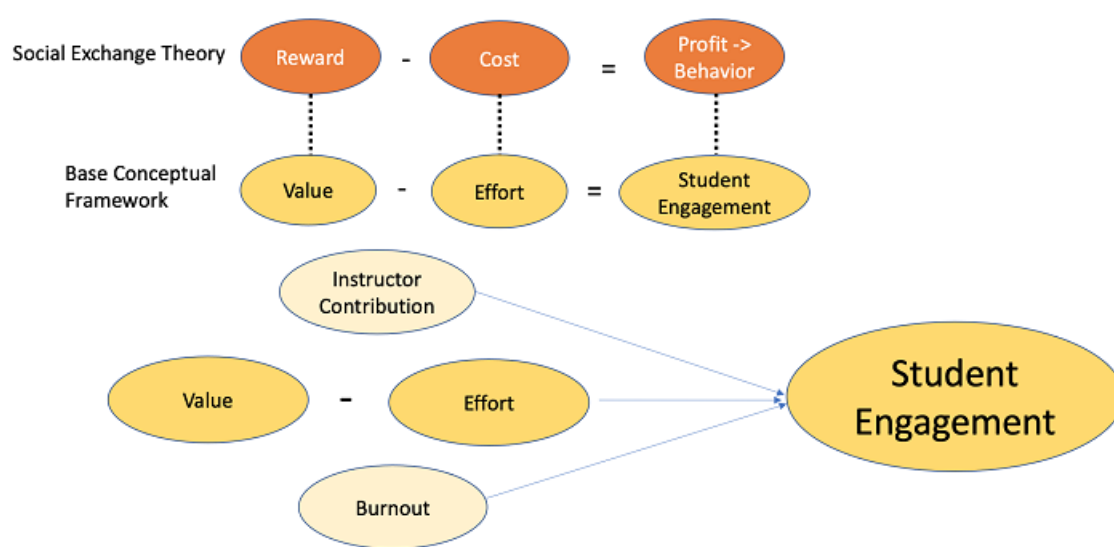 Social Exchange Theory
Reward
-
Cost
=
Profit ->
Behavior
Base Conceptual
Framework
Value
-
Effort
=
Student
Engagement
Instructor
Contribution
Value
-
Effort
Student
Engagement
Burnout